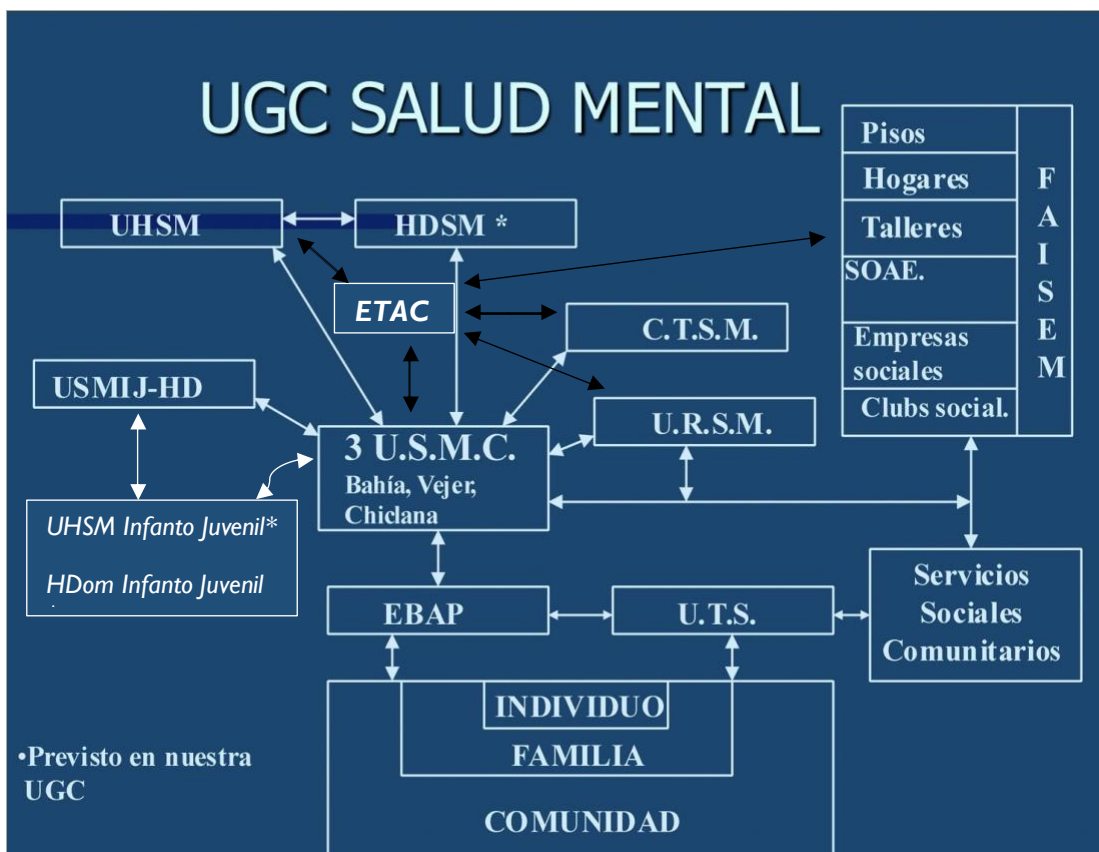 UGC SALUD MENTAL
Pisos
Hogares
Talleres
SOAE.
Empresas
sociales
Clubs social.
FAISEM
UHSM
HDSM *
ETAC
C.T.S.M.
USMIJ-HD
U.R.S.M.
3 U.S.M.C.
Bahía, Vejer,
Chiclana
UHSM Infanto Juvenil*
HDom Infanto Juvenil
EBAP
U.T.S.
Servicios
Sociales
Comunitarios
INDIVIDUO
FAMILIA
COMUNIDAD
•Previsto en nuestra
UGC